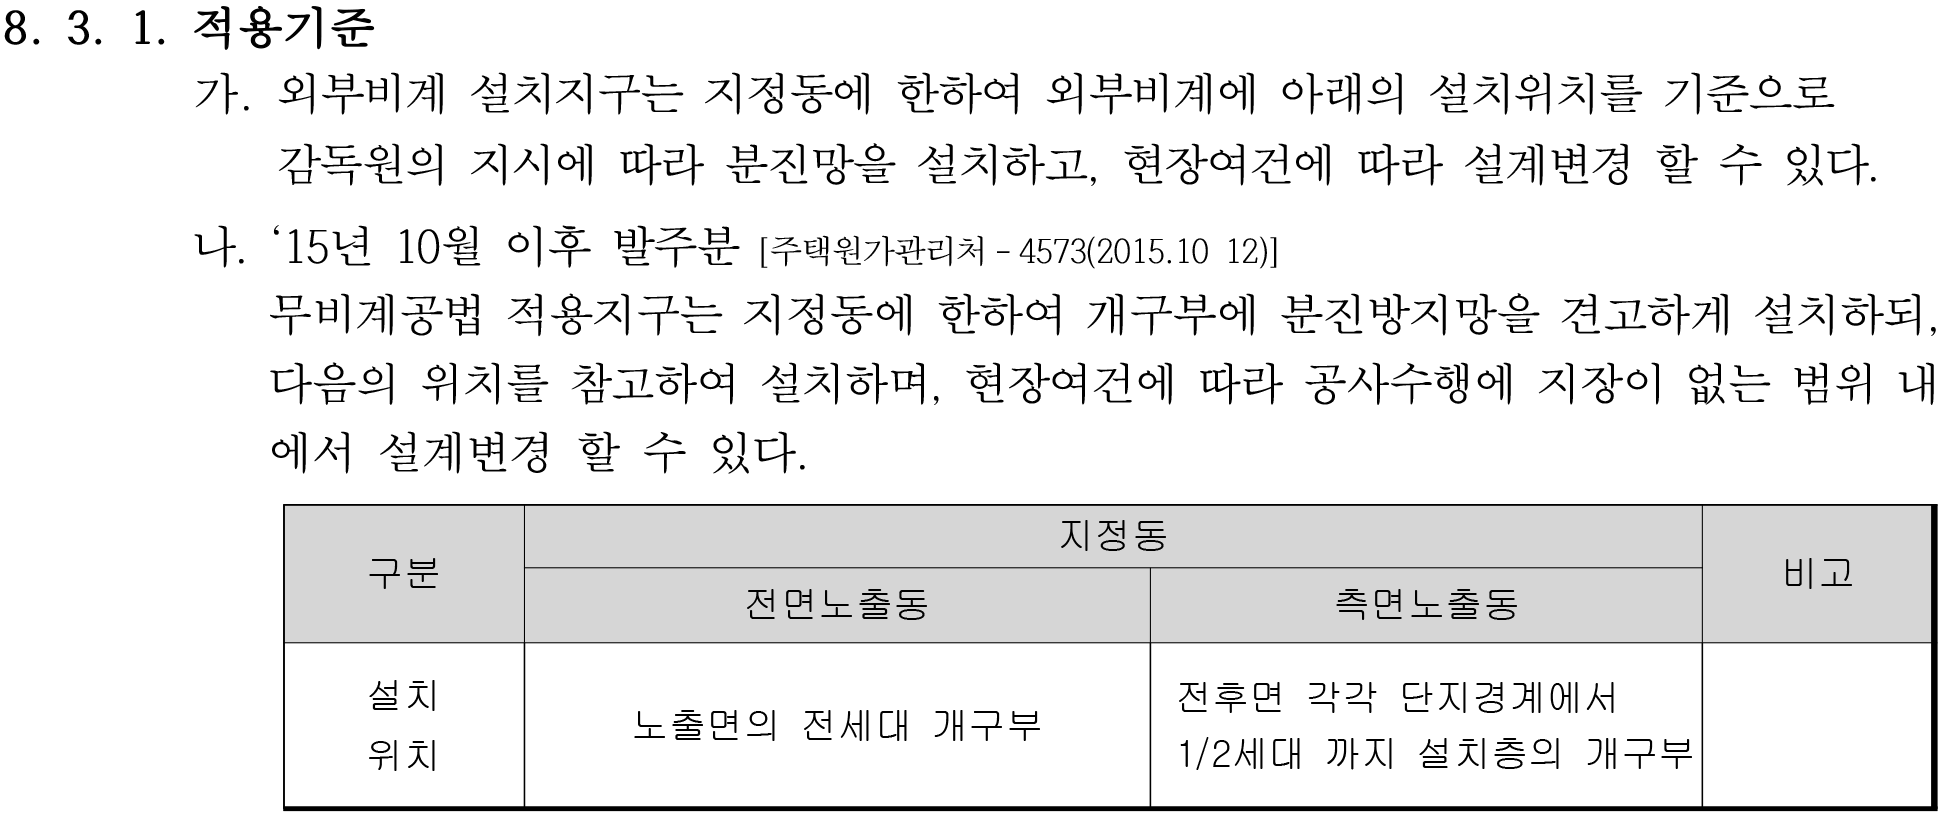 8. 3. 1. 적용기준
가. 외부비계 설치지구는 지정동에 한하여 외부비계에 아래의 설치위치를 기준으로
감독원의 지시에 따라 분진망을 설치하고, 현장여건에 따라 설계변경 할 수 있다.
나. ‘15년 10월 이후 발주분 [주택원가관리처 - 4573(2015.10 12)]
무비계공법 적용지구는 지정동에 한하여 개구부에 분진방지망을 견고하게 설치하되,
다음의 위치를 참고하여 설치하며, 현장여건에 따라 공사수행에 지장이 없는 범위 내
에서 설계변경 할 수 있다.
구분
지정동
비고
전면노출동
측면노출동
설치
위치
노출면의 전세대 개구부
전후면 각각 단지경계에서
1/2세대 까지 설치층의 개구부